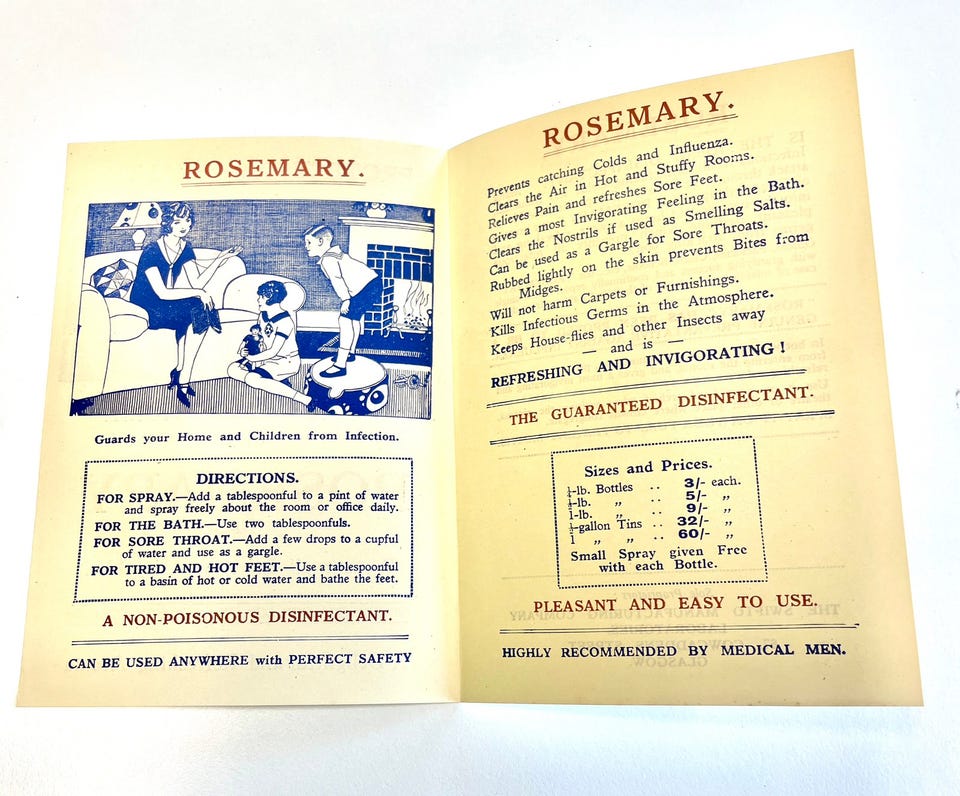 ROSEMARY.
Guards your Home and Children from Infection.
DIRECTIONS.
FOR SPRAY.—Add a tablespoonful to a pint of water
and spray freely about the room or office daily.
FOR THE BATH.—Use two tablespoonfuls.
FOR SORE THROAT.—Add a few drops to a cupful
of water and use as a gargle.
FOR TIRED AND HOT FEET.—Use a tablespoonful
to a basin of hot or cold water and bathe the feet.
A NON-POISONOUS DISINFECTANT.
CAN BE USED ANYWHERE with PERFECT SAFETY
ROSEMARY.
Prevents catching Colds and Influenza.
Clears the Air in Hot and Stuffy Rooms.
Relieves Pain and refreshes Sore Feet.
Gives a most Invigorating Feeling in the Bath.
Clears the Nostrils if used as Smelling Salts.
Can be used as a Gargle for Sore Throats.
Rubbed lightly on the skin prevents Bites from
Midges.
Will not harm Carpets or Furnishings.
Kills Infectious Germs in the Atmosphere.
Keeps House-flies and other Insects away
— and is —
REFRESHING AND INVIGORATING!
THE GUARANTEED DISINFECTANT.
Sizes and Prices.
-lb. Bottles .. 3/- each.
-lb. „ .. 5/- „
1-lb. „ .. 9/- „
½-gallon Tins .. 32/- „
1 „ „ .. 60/- „
Small Spray given Free
with each Bottle.
PLEASANT AND EASY TO USE.
HIGHLY RECOMMENDED BY MEDICAL MEN.